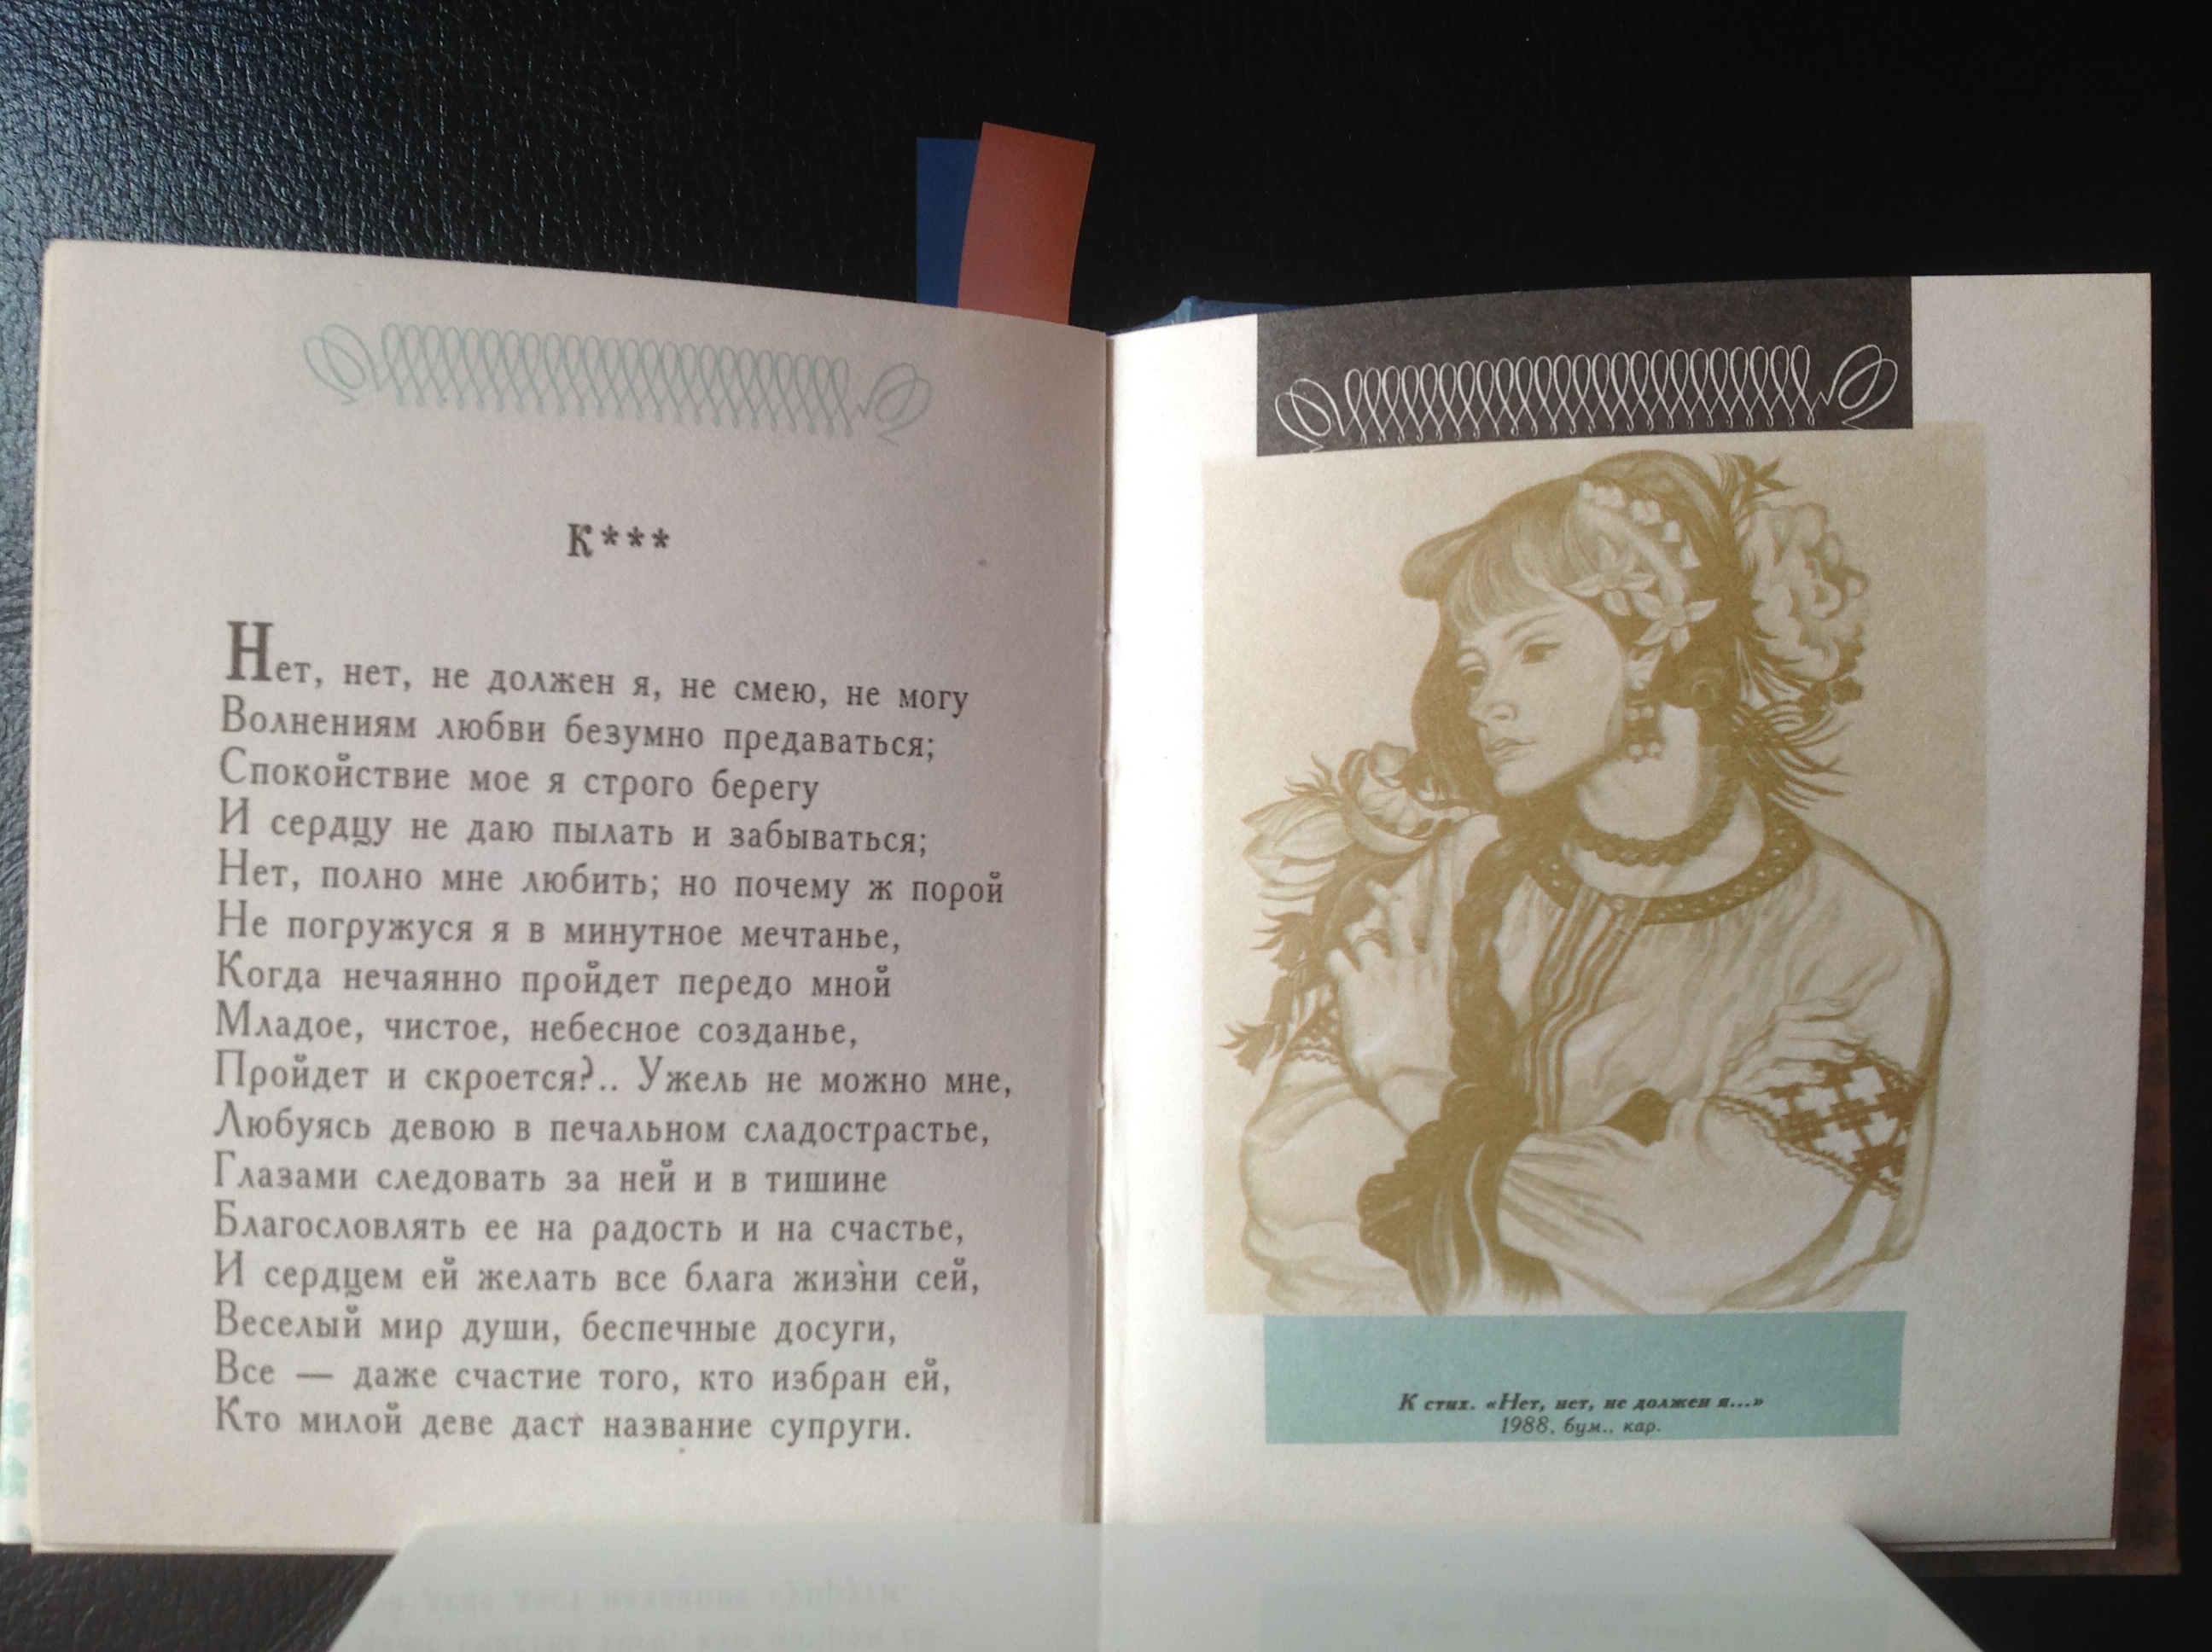 К***
Нет, нет, не должен я, не смею, не могу
Волнениям любви безумно предаваться;
Спокойствие мое я строго берегу
И сердцу не даю пылать и забываться;
Нет, полно мне любить; но почему ж порой
Не погружуся я в минутное мечтанье,
Когда нечаянно пройдет передо мной
Младое, чистое, небесное созданье,
Пройдет и скроется?.. Ужель не можно мне,
Любуясь девою в печальном сладострастье,
Глазами следовать за ней и в тишине
Благословлять ее на радость и на счастье,
И сердцем ей желать все блага жизни сей,
Веселый мир души, беспечные досуги,
Все — даже счастие того, кто избран ей,
Кто милой деве даст название супруги.
К стих. «Нет, нет, не должен я...»
1988, бум., кар.